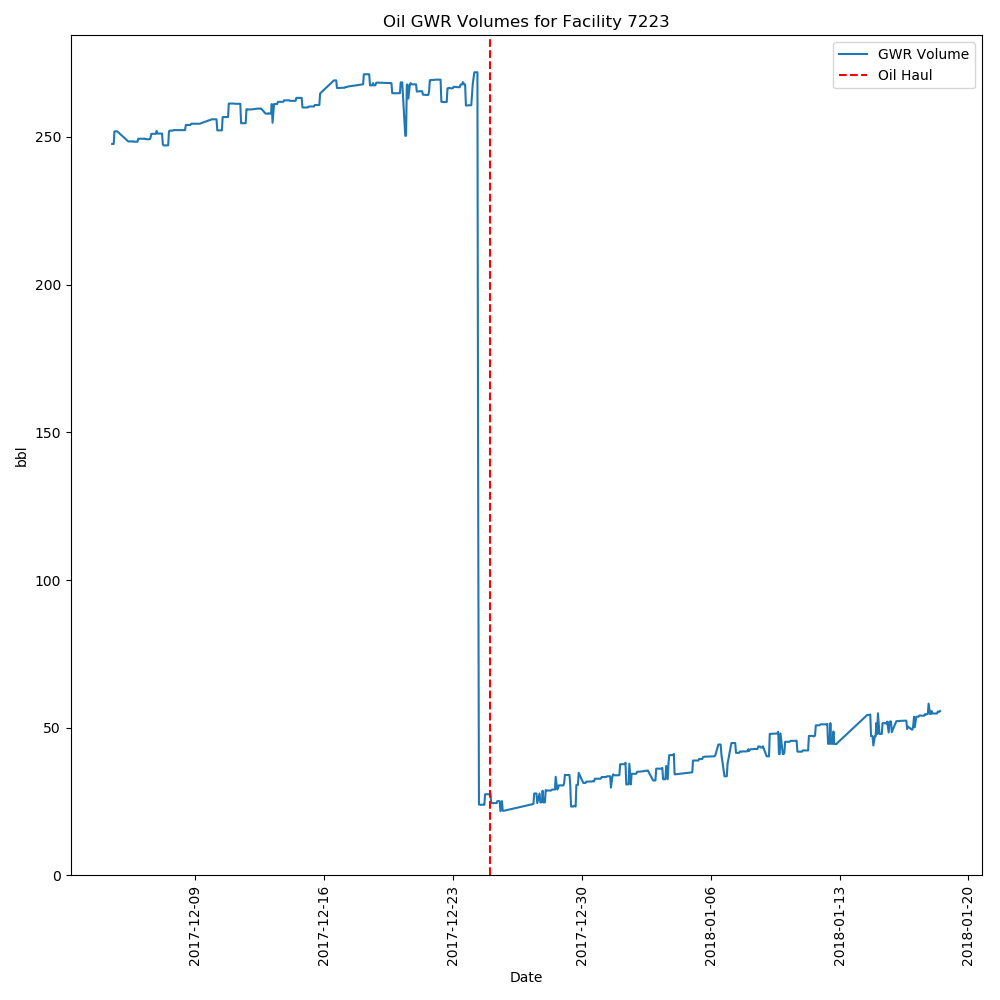 Oil GWR Volumes for Facility 7223
GWR Volume
Oil Haul
250
200
150
100
50
0
bbl
2017-12-09
2017-12-16
2017-12-23
2017-12-30
2018-01-06
2018-01-13
2018-01-20
Date